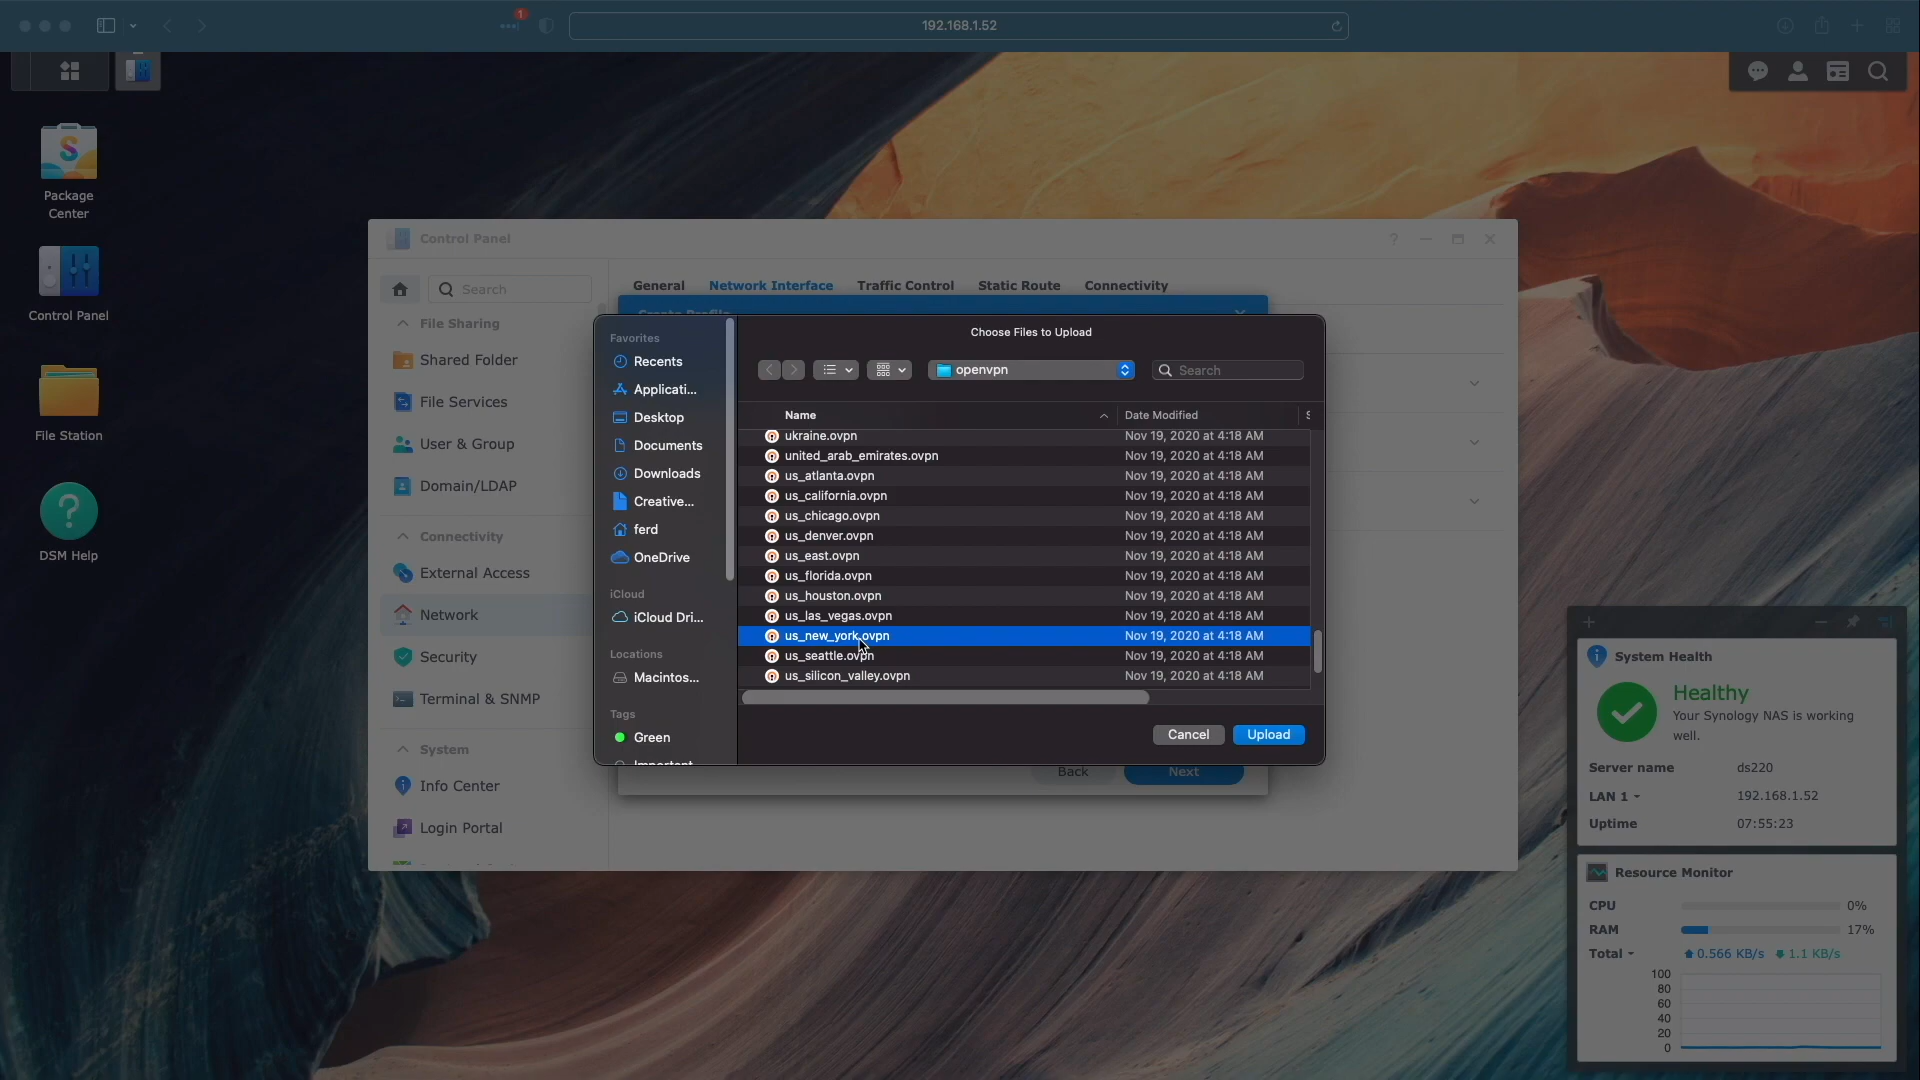 1
192.168.1.52
Package
Center
Control Panel
File Station
?
DSM Help
Control Panel
?
Search
File Sharing
Shared Folder
File Services
User & Group
Domain/LDAP
Connectivity
External Access
Network
Security
Terminal & SNMP
System
Info Center
Login Portal
General
Network Interface
Traffic Control
Static Route
Connectivity
Create Profile
Favorites
Recents
Applicati...
Desktop
Documents
Downloads
Creative...
ferd
OneDrive
iCloud
iCloud Dri...
Locations
Macintos...
Tags
Green
Important
Choose Files to Upload
openvpn
Search
Name
Date Modified
S
ukraine.ovpn Nov 19, 2020 at 4:18 AM
united_arab_emirates.ovpn Nov 19, 2020 at 4:18 AM
us_atlanta.ovpn Nov 19, 2020 at 4:18 AM
us_california.ovpn Nov 19, 2020 at 4:18 AM
us_chicago.ovpn Nov 19, 2020 at 4:18 AM
us_denver.ovpn Nov 19, 2020 at 4:18 AM
us_east.ovpn Nov 19, 2020 at 4:18 AM
us_florida.ovpn Nov 19, 2020 at 4:18 AM
us_houston.ovpn Nov 19, 2020 at 4:18 AM
us_las_vegas.ovpn Nov 19, 2020 at 4:18 AM
us_new_york.ovpn Nov 19, 2020 at 4:18 AM
us_seattle.ovpn Nov 19, 2020 at 4:18 AM
us_silicon_valley.ovpn Nov 19, 2020 at 4:18 AM
Cancel
Upload
Back
Next
System Health
Healthy
Your Synology NAS is working
well.
Server name ds220
LAN 1 192.168.1.52
Uptime 07:55:23
Resource Monitor
CPU 0%
RAM 17%
Total 0.566 KB/s 1.1 KB/s
100
80
60
40
20
0